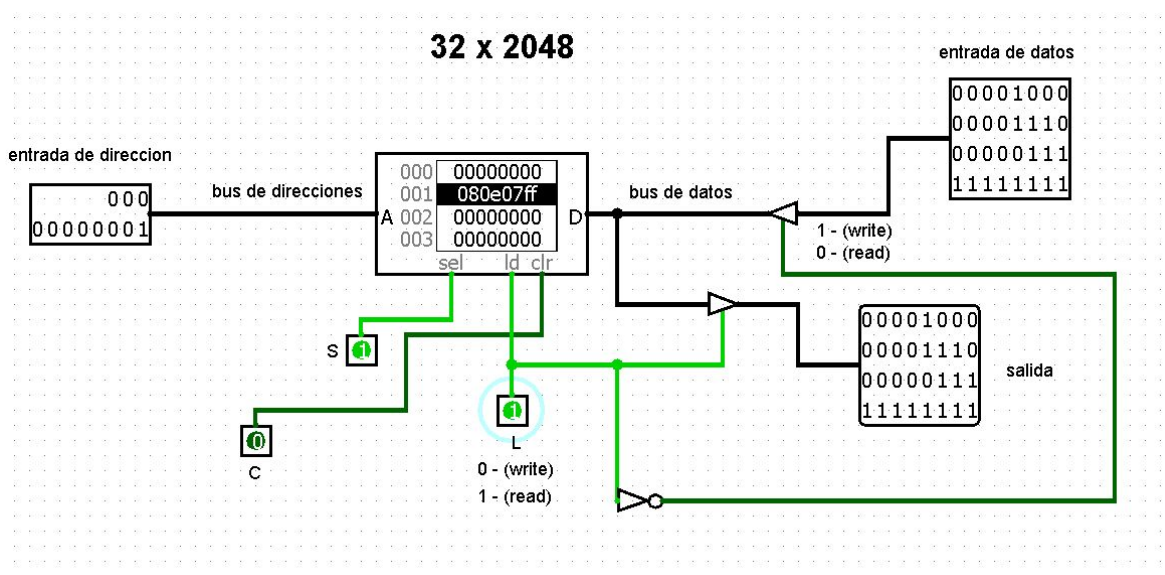 32 x 2048
entrada de datos
00001000
00001110
00000111
11111111
entrada de direccion
000
00000001
bus de direcciones
A
000 00000000
001 080e07ff
002 00000000
003 00000000
D
sel ld clr
bus de datos
1 - (write)
0 - (read)
S 1
0
C
1
L
0 - (write)
1 - (read)
00001000
00001110
00000111
11111111
salida